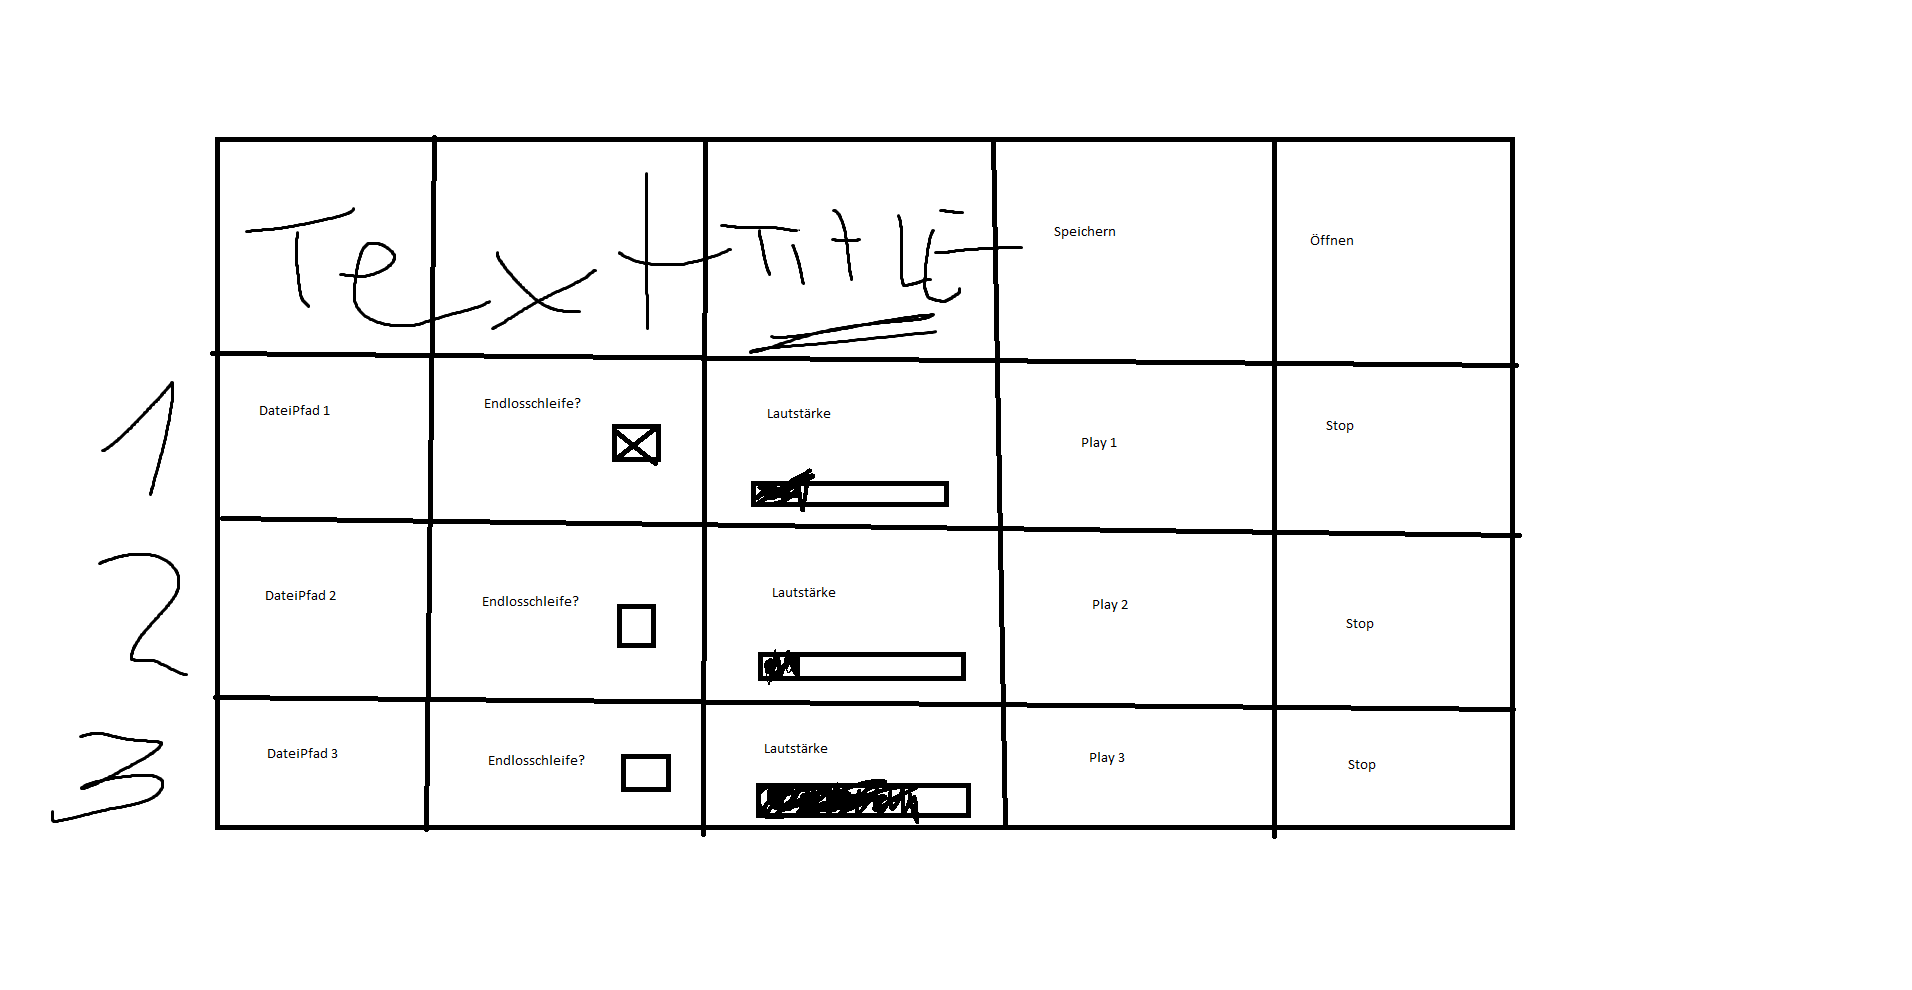 Text Title
Speichern
Öffnen
1
DateiPfad 1
Endlosschleife?
Lautstärke
Play 1
Stop
2
DateiPfad 2
Endlosschleife?
Lautstärke
Play 2
Stop
3
DateiPfad 3
Endlosschleife?
Lautstärke
Play 3
Stop